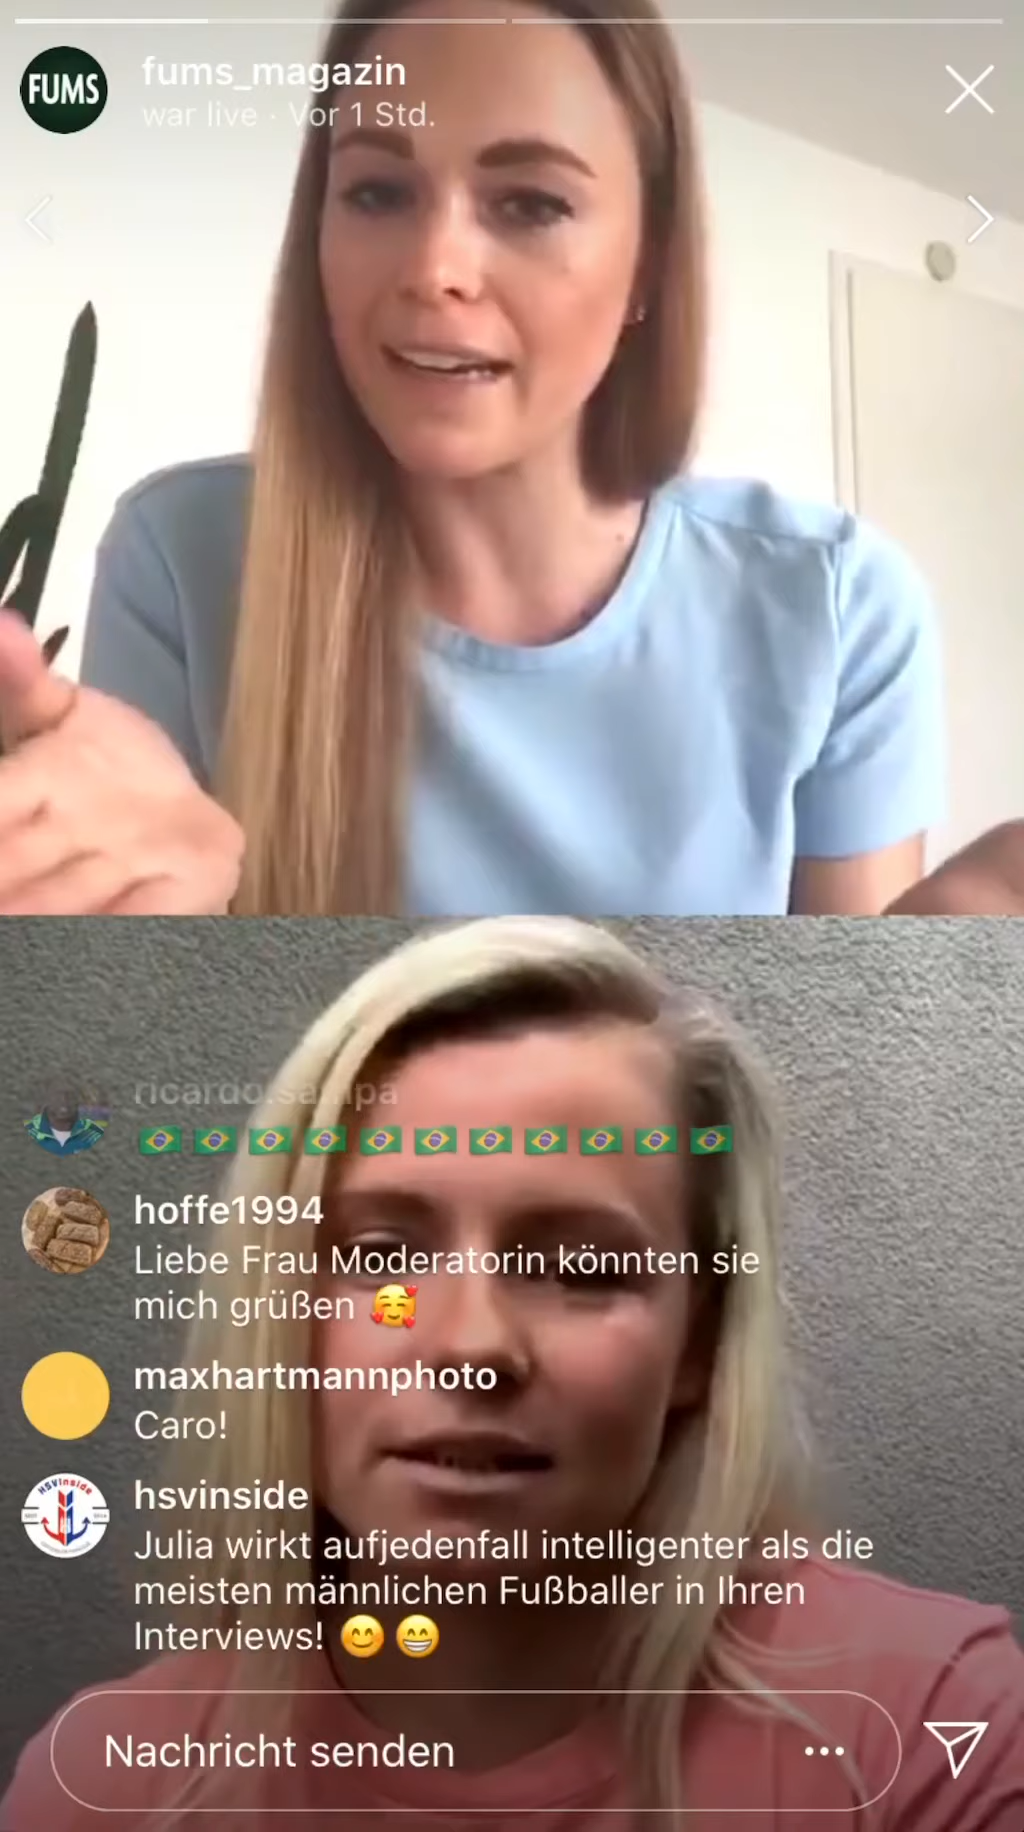 FUMS
fums_magazin
war live · Vor 1 Std.
🇧🇷🇧🇷🇧🇷🇧🇷🇧🇷🇧🇷🇧🇷🇧🇷🇧🇷🇧🇷🇧🇷
hoffe1994
Liebe Frau Moderatorin könnten sie
mich grüßen 🥰
maxhartmannphoto
Caro!
HSVinside
hsvinside
Julia wirkt aufjedenfall intelligenter als die
meisten männlichen Fußballer in Ihren
Interviews! 😊😁
Nachricht senden